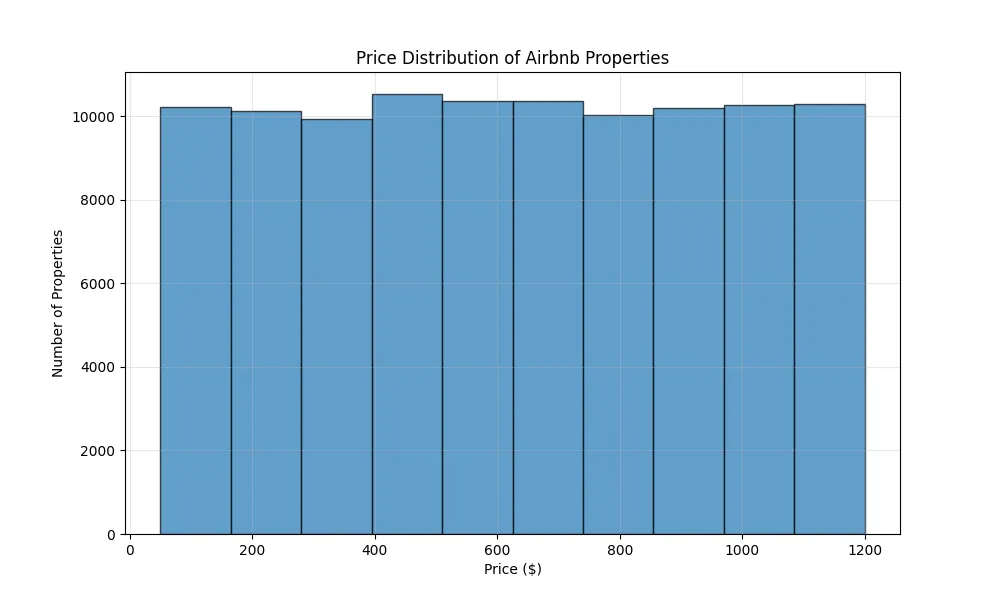 Price Distribution of Airbnb Properties
10000
8000
6000
4000
2000
0
Number of Properties
0 200 400 600 800 1000 1200
Price ($)